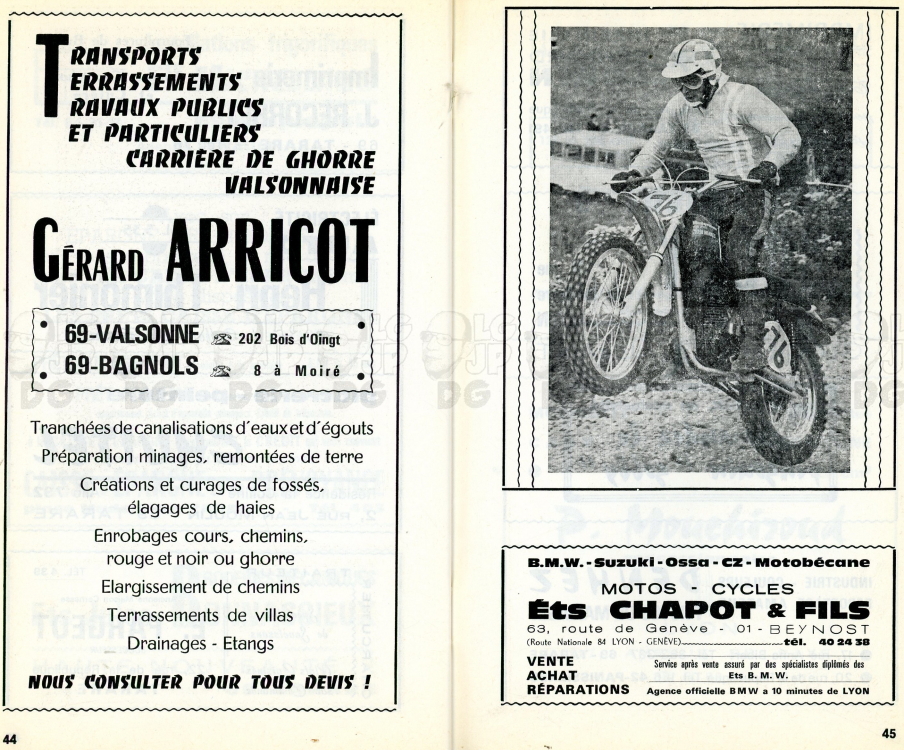 TRANSPORTS
TERRASSEMENTS
TRAVAUX PUBLICS
ET PARTICULIERS
CARRIÈRE DE GHORRE
VALSONNAISE
GÉRARD ARRICOT
69-VALSONNE ☏ 202 Bois d'Oingt
69-BAGNOLS ☏ 8 à Moiré
Tranchées de canalisations d'eaux et d'égouts
Préparation minages, remontées de terre
Créations et curages de fossés,
élagages de haies
Enrobages cours, chemins,
rouge et noir ou ghorre
Elargissement de chemins
Terrassements de villas
Drainages - Etangs
NOUS CONSULTER POUR TOUS DEVIS !
44
76
76
B.M.W. - Suzuki - Ossa - CZ - Motobécane
MOTOS - CYCLES
Éts CHAPOT & FILS
63, route de Genève - 01 - BEYNOST
(Route Nationale 84 LYON - GENÈVE) tél. 40 24 38
VENTE
ACHAT
RÉPARATIONS
Service après vente assuré par des spécialistes diplômés des
Ets B. M. W.
Agence officielle BMW a 10 minutes de LYON
45